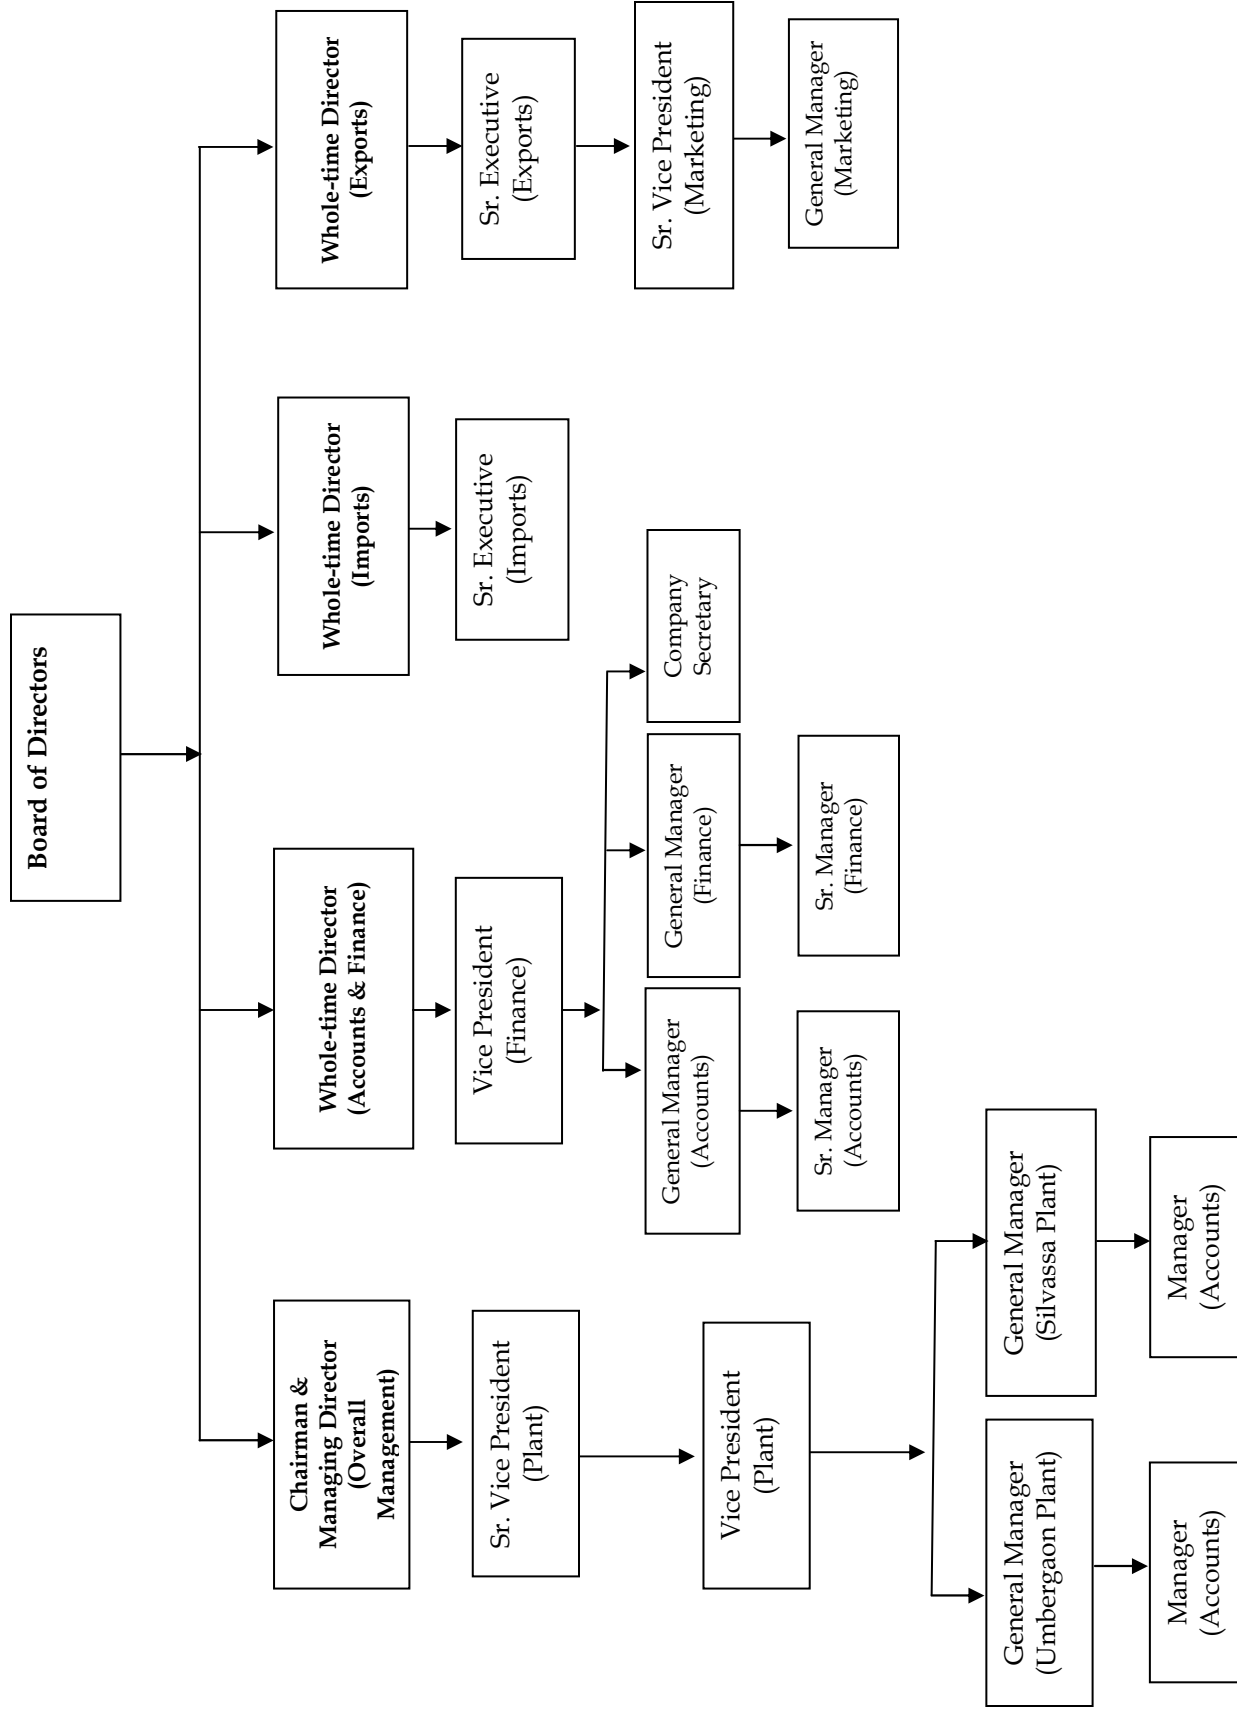 Board of Directors
Chairman &
Managing Director
(Overall
Management)
Whole-time Director
(Accounts & Finance)
Whole-time Director
(Imports)
Whole-time Director
(Exports)
Sr. Vice President
(Plant)
Vice President
(Finance)
Sr. Executive
(Imports)
Sr. Executive
(Exports)
Vice President
(Plant)
General Manager
(Accounts)
General Manager
(Finance)
Company
Secretary
Sr. Vice President
(Marketing)
Sr. Manager
(Accounts)
Sr. Manager
(Finance)
General Manager
(Marketing)
General Manager
(Umbergaon Plant)
General Manager
(Silvassa Plant)
Manager
(Accounts)
Manager
(Accounts)